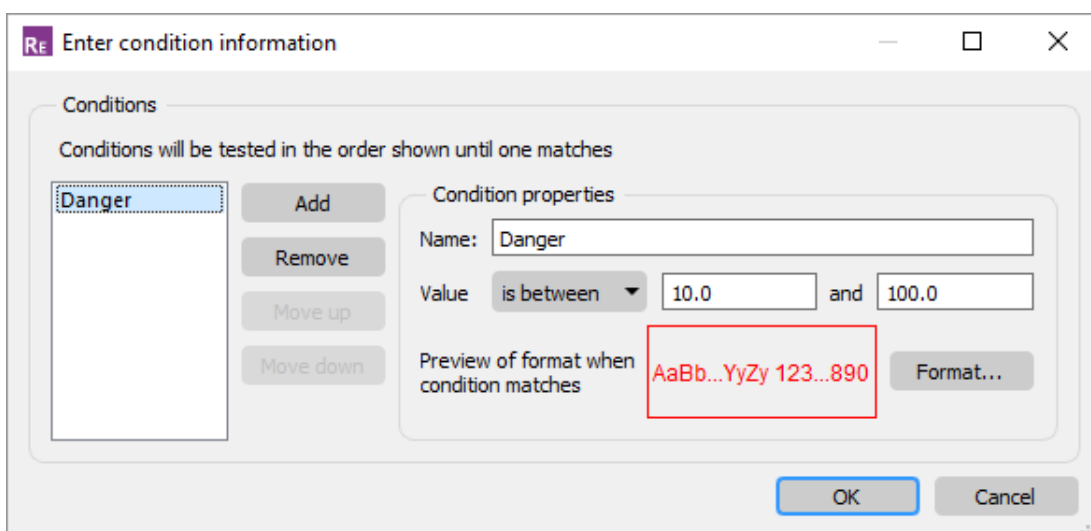 RE Enter condition information
Conditions
Conditions will be tested in the order shown until one matches
Danger
Add
Remove
Move up
Move down
Condition properties
Name: Danger
Value is between 10.0 and 100.0
Preview of format when
condition matches
AaBb...YyZy 123...890
Format...
OK Cancel